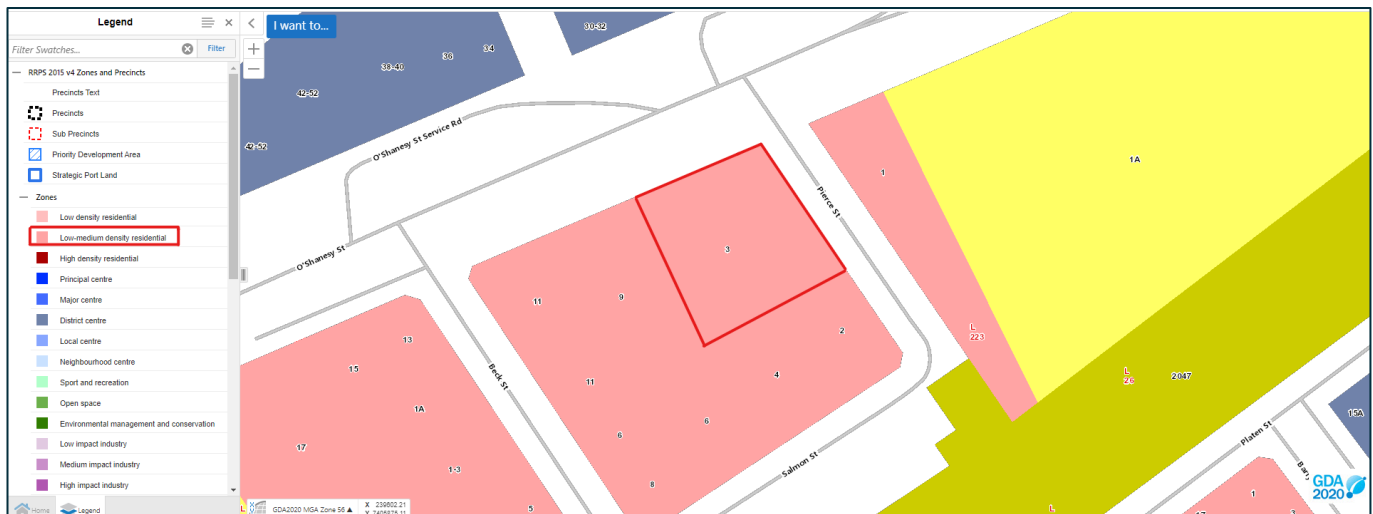 Legend
Filter Swatches...
Filter
RRPS 2015 v4 Zones and Precincts
Precincts Text
Precincts
Sub Precincts
Priority Development Area
Strategic Port Land
Zones
Low density residential
Low-medium density residential
High density residential
Principal centre
Major centre
District centre
Local centre
Neighbourhood centre
Sport and recreation
Open space
Environmental management and conservation
Low impact industry
Medium impact industry
High impact industry
Home
Legend
I want to...
30-32
34
36
38-40
42-52
42-52
O'Shanesy St Service Rd
O'Shanesy St
Pierce St
Beck St
Salmon St
Platen St
1A
1
3
11
9
2
4
11
6
6
8
13
15
1A
17
1-3
5
L
223
L
26
2047
15A
1
3
17
L
L
GDA2020 MGA Zone 56
X 239802.21
GDA
2020